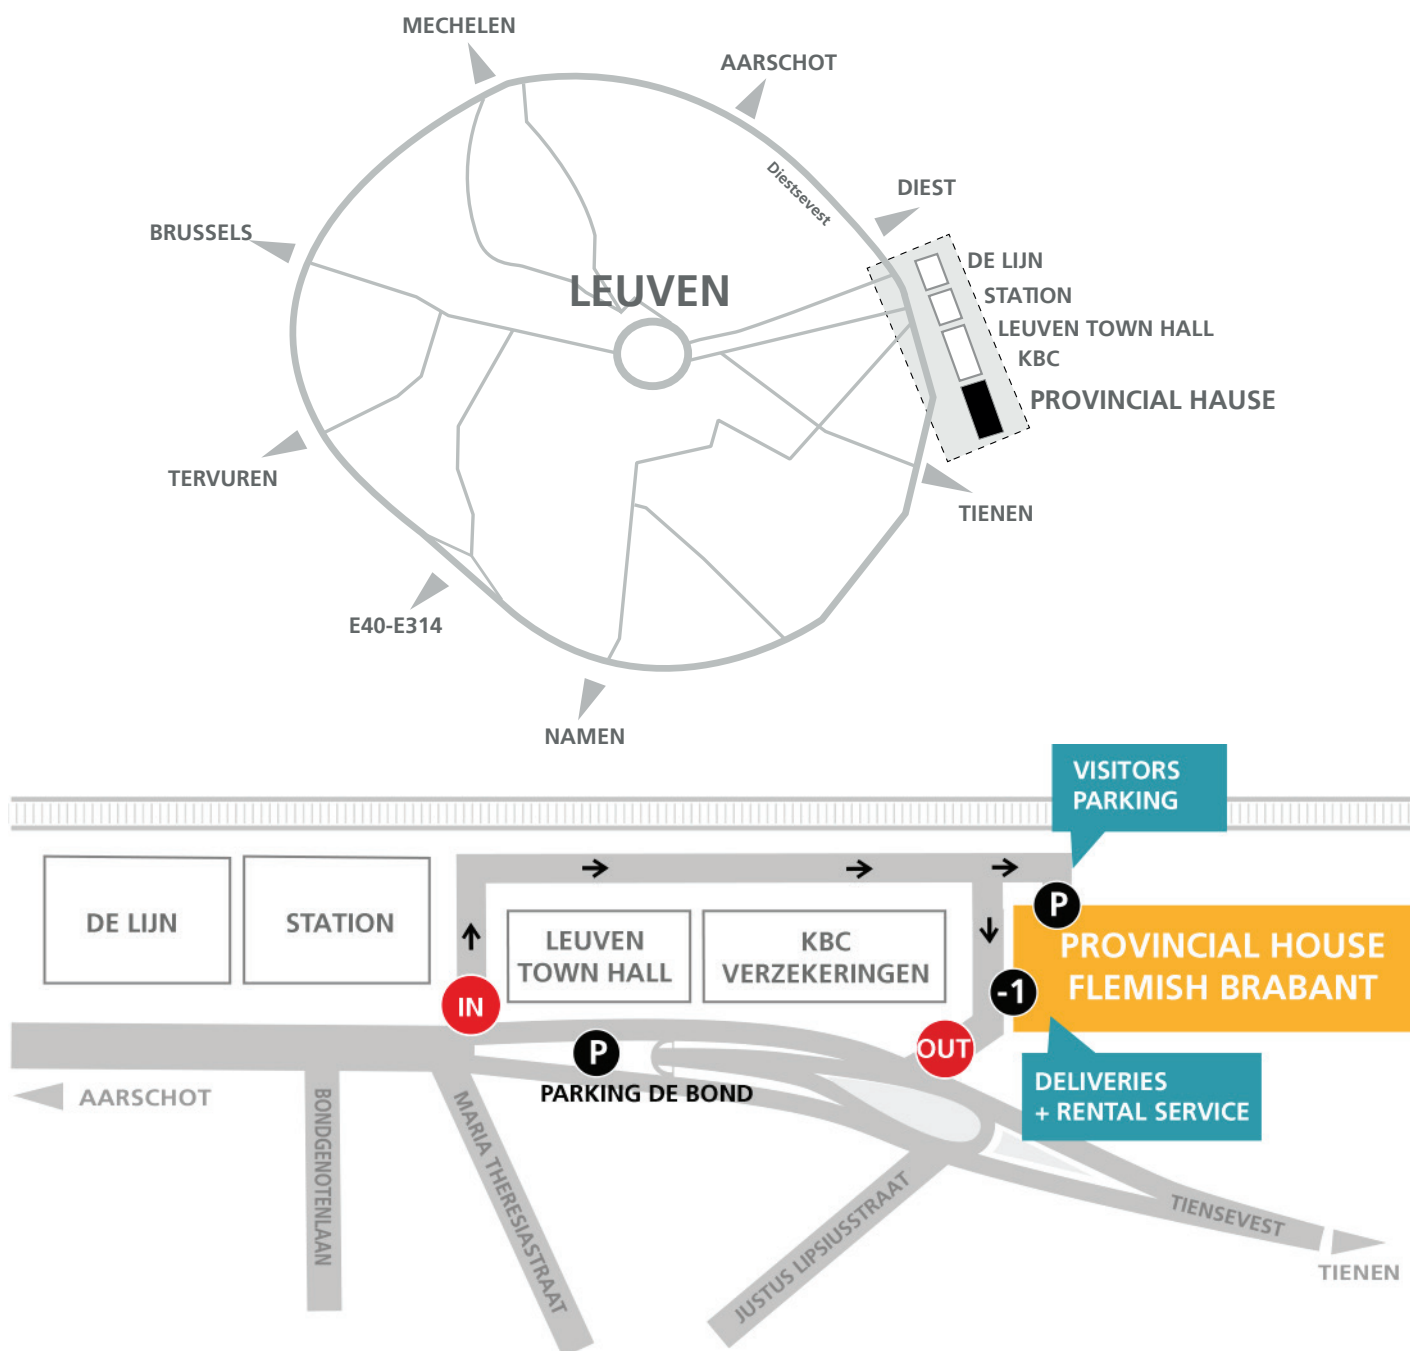 MECHELEN
AARSCHOT
Diestsevest
DIEST
BRUSSELS
DE LIJN
LEUVEN
STATION
LEUVEN TOWN HALL
KBC
PROVINCIAL HAUSE
TERVUREN
TIENEN
E40-E314
NAMEN
VISITORS
PARKING
DE LIJN
STATION
LEUVEN
TOWN HALL
KBC
VERZEKERINGEN
P
PROVINCIAL HOUSE
FLEMISH BRABANT
-1
IN
OUT
P
PARKING DE BOND
DELIVERIES
+ RENTAL SERVICE
AARSCHOT
BONDGENOTENLAAN
MARIA THERESIASTRAAT
JUSTUS LIPSIUSSTRAAT
TIENSEVEST
TIENEN